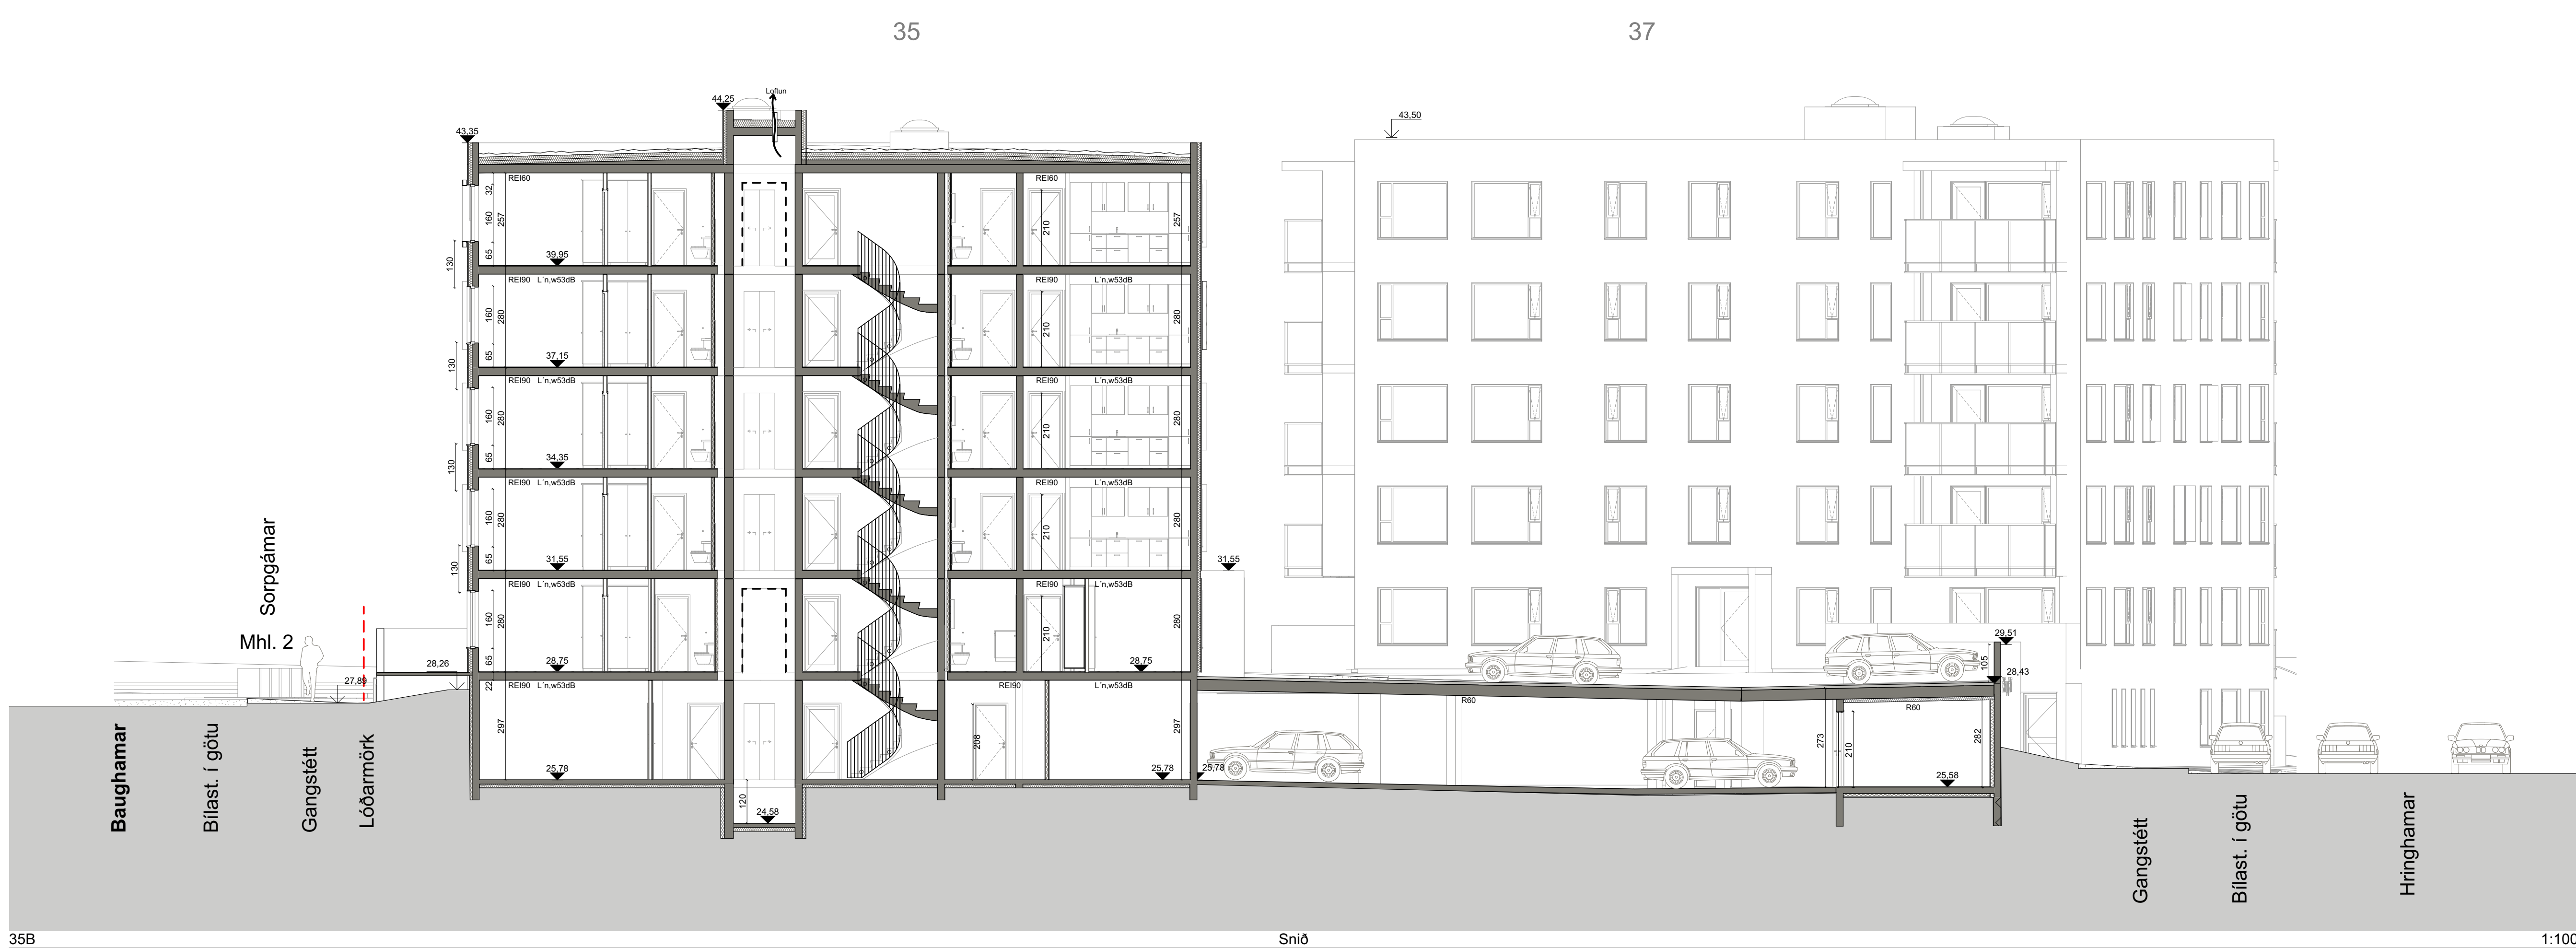 35
37
Loftun
44,25
43,35
43,50
REI60
REI60
32
160
257
65
130
210
257
39,95
REI90 L´n,w53dB
REI90 L´n,w53dB
160
280
65
130
210
280
37,15
REI90 L´n,w53dB
REI90 L´n,w53dB
160
280
65
130
210
280
34,35
REI90 L´n,w53dB
REI90 L´n,w53dB
160
280
65
130
210
280
31,55
31,55
REI90 L´n,w53dB
REI90 L´n,w53dB
160
280
65
210
280
28,75
28,75
Sorpgámar
Mhl. 2
28,26
27,89
22
REI90 L´n,w53dB
REI90 L´n,w53dB
297
208
297
25,78
25,78
25,78
120
24,58
29,51
105
28,43
R60
R60
273
210
282
25,58
Baughamar
Bílast. í götu
Gangstétt
Lóðarmörk
Gangstétt
Bílast. í götu
Hringhamar
35B
Snið
1:100